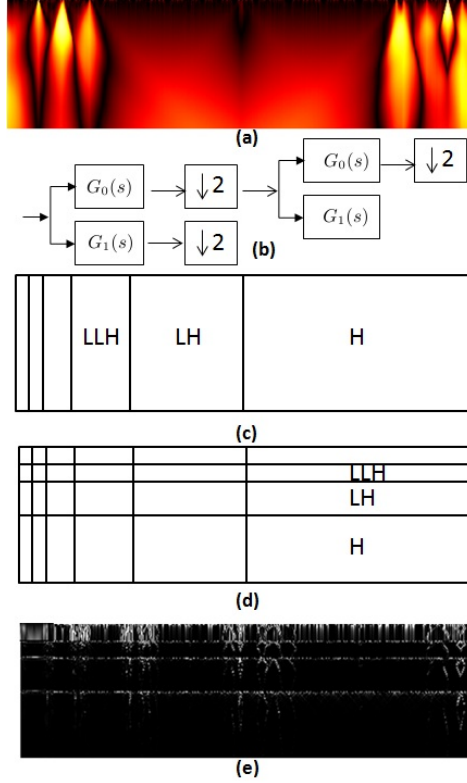 (a)
G₀(s) ↓2 G₀(s) ↓2
G₁(s) ↓2 G₁(s)
(b)
LLH LH H
(c)
LLH
LH
H
(d)
(e)